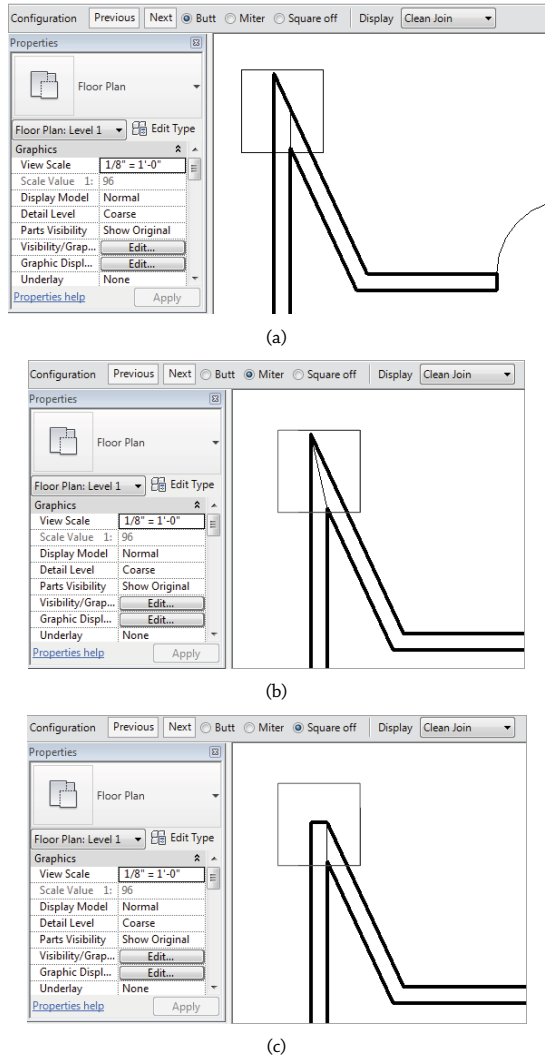 Configuration Previous Next Butt Miter Square off Display Clean Join
Properties
Floor Plan
Floor Plan: Level 1 Edit Type
Graphics
View Scale 1/8" = 1'-0"
Scale Value 1: 96
Display Model Normal
Detail Level Coarse
Parts Visibility Show Original
Visibility/Grap... Edit...
Graphic Displ... Edit...
Underlay None
Properties help Apply
(a)
Configuration Previous Next Butt Miter Square off Display Clean Join
Properties
Floor Plan
Floor Plan: Level 1 Edit Type
Graphics
View Scale 1/8" = 1'-0"
Scale Value 1: 96
Display Model Normal
Detail Level Coarse
Parts Visibility Show Original
Visibility/Grap... Edit...
Graphic Displ... Edit...
Underlay None
Properties help Apply
(b)
Configuration Previous Next Butt Miter Square off Display Clean Join
Properties
Floor Plan
Floor Plan: Level 1 Edit Type
Graphics
View Scale 1/8" = 1'-0"
Scale Value 1: 96
Display Model Normal
Detail Level Coarse
Parts Visibility Show Original
Visibility/Grap... Edit...
Graphic Displ... Edit...
Underlay None
Properties help Apply
(c)